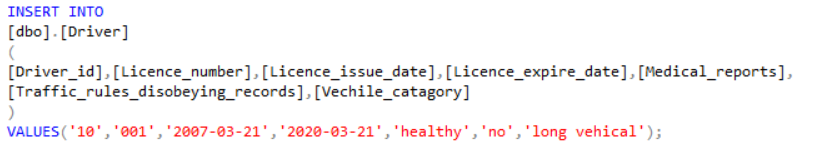 INSERT INTO
[dbo].[Driver]
(
[Driver_id],[Licence_number],[Licence_issue_date],[Licence_expire_date],[Medical_reports],
[Traffic_rules_disobeying_records],[Vechile_catagory]
)
VALUES('10','001','2007-03-21','2020-03-21','healthy','no','long vehical');